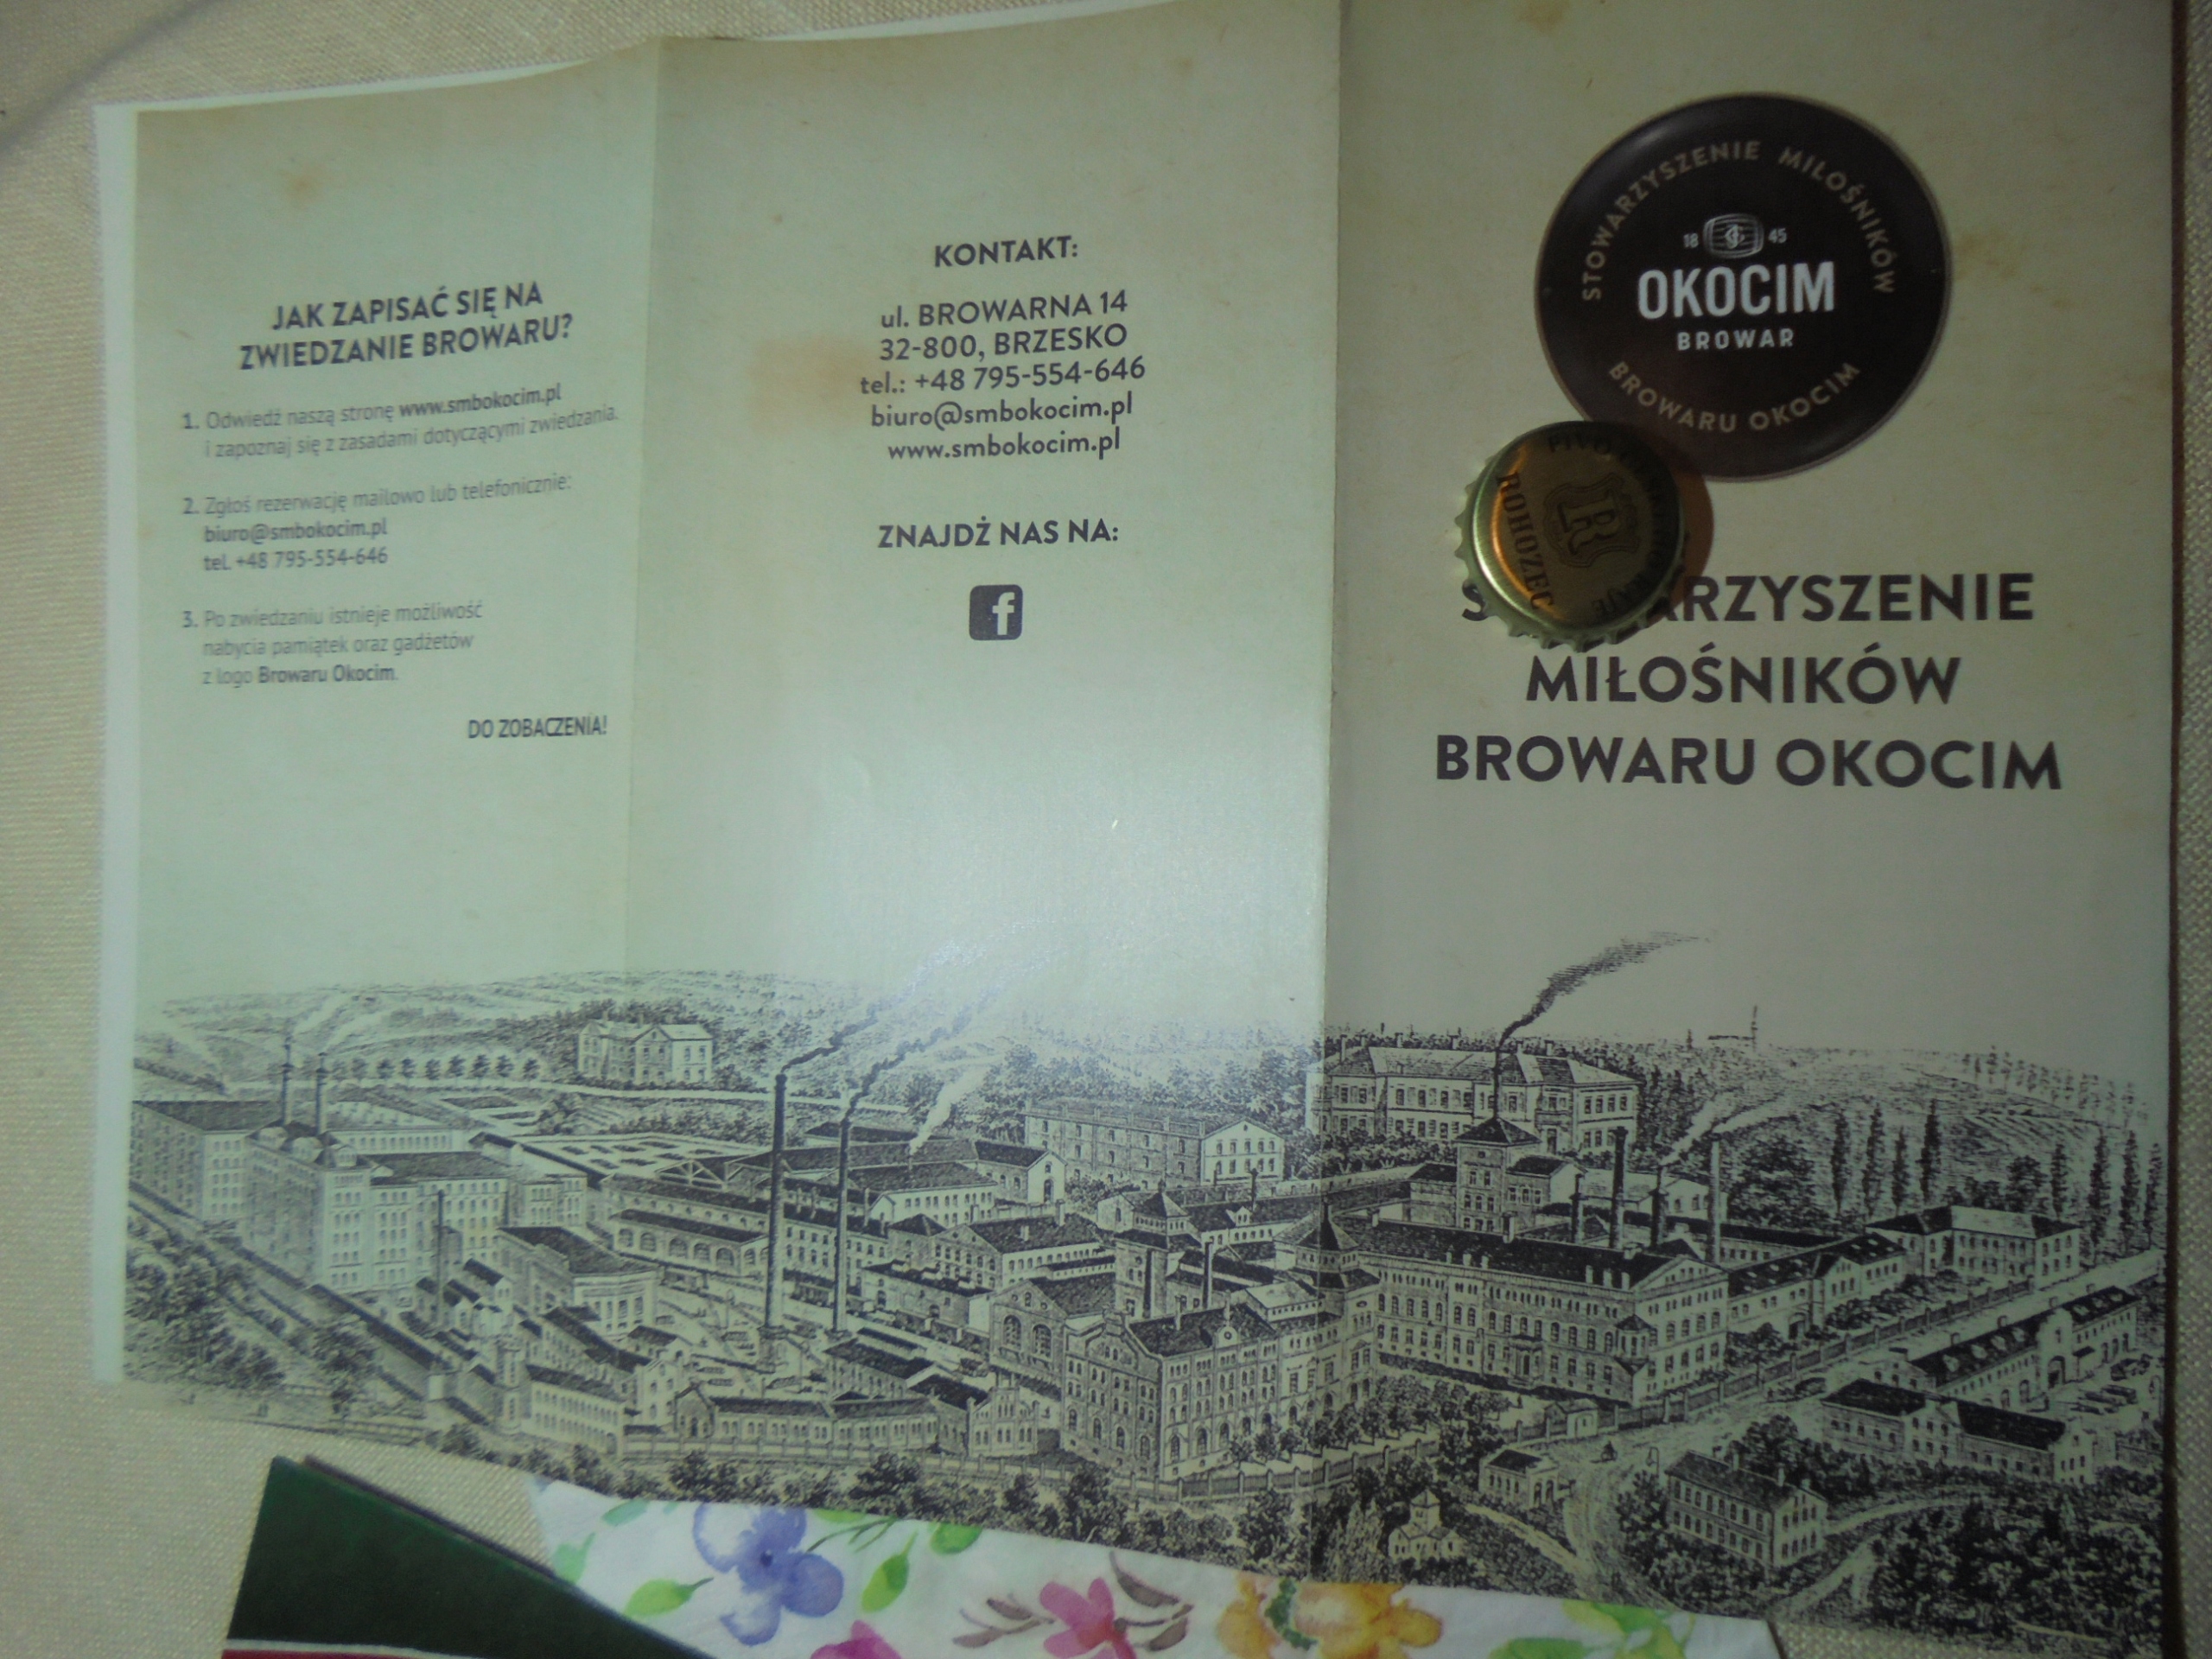 JAK ZAPISAĆ SIĘ NA
ZWIEDZANIE BROWARU?
1. Odwiedź naszą stronę www.smbokocim.pl
i zapoznaj się z zasadami dotyczącymi zwiedzania.
2. Zgłoś rezerwację mailowo lub telefonicznie:
biuro@smbokocim.pl
tel. +48 795-554-646
3. Po zwiedzaniu istnieje możliwość
nabycia pamiątek oraz gadżetów
z logo Browaru Okocim.
DO ZOBACZENIA!
KONTAKT:
ul. BROWARNA 14
32-800, BRZESKO
tel.: +48 795-554-646
biuro@smbokocim.pl
www.smbokocim.pl
ZNAJDŻ NAS NA:
f
STOWARZYSZENIE MIŁOŚNIKÓW
18 45
OKOCIM
BROWAR
BROWARU OKOCIM
R
ROHOZEC
S RZYSZENIE
MIŁOŚNIKÓW
BROWARU OKOCIM